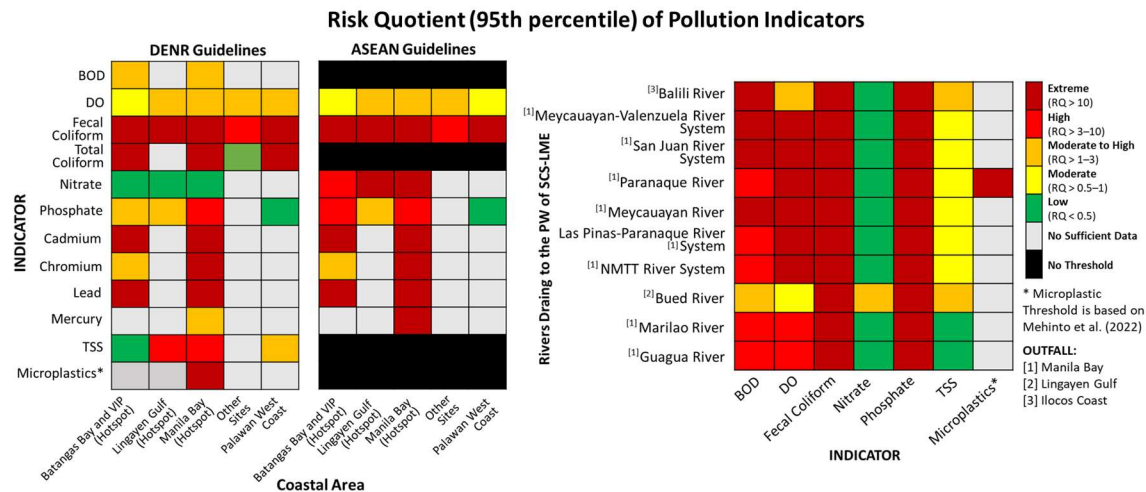 Risk Quotient (95th percentile) of Pollution Indicators
DENR Guidelines
ASEAN Guidelines
INDICATOR
BOD
DO
Fecal
Coliform
Total
Coliform
Nitrate
Phosphate
Cadmium
Chromium
Lead
Mercury
TSS
Microplastics*
Batangas Bay and VIP
(Hotspot)
Lingayen Gulf
(Hotspot)
Manila Bay
(Hotspot)
Other
Sites
Palawan West
Coast
Batangas Bay and VIP
(Hotspot)
Lingayen Gulf
(Hotspot)
Manila Bay
(Hotspot)
Other
Sites
Palawan West
Coast
Coastal Area
Rivers Draing to the PW of SCS-LME
[3]Balili River
[1]Meycauayan-Valenzuela River
System
[1]San Juan River
System
[1]Paranaque River
[1]Meycauayan River
Las Pinas-Paranaque River
[1]System
[1]NMTT River System
[2]Bued River
[1]Marilao River
[1]Guagua River
BOD
DO
Fecal Coliform
Nitrate
Phosphate
TSS
Microplastics*
INDICATOR
Extreme
(RQ > 10)
High
(RQ > 3–10)
Moderate to High
(RQ > 1–3)
Moderate
(RQ > 0.5–1)
Low
(RQ < 0.5)
No Sufficient Data
No Threshold
* Microplastic
Threshold is based on
Mehinto et al. (2022)
OUTFALL:
[1] Manila Bay
[2] Lingayen Gulf
[3] Ilocos Coast